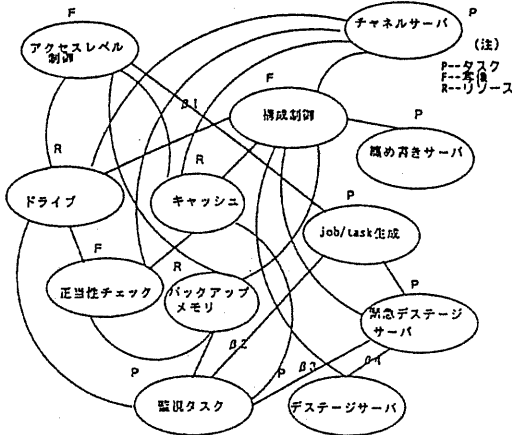 F
アクセスレベル
制御
P
チャネルサーバ
(注)
P--タスク
F--写像
R--リソース
β1
F
構成制御
P
纏め書きサーバ
R
ドライブ
R
キャッシュ
P
job/task生成
F
正当性チェック
R
バックアップ
メモリ
P
緊急デステージ
サーバ
β2
P
監視タスク
P
β3
β4
デステージサーバ